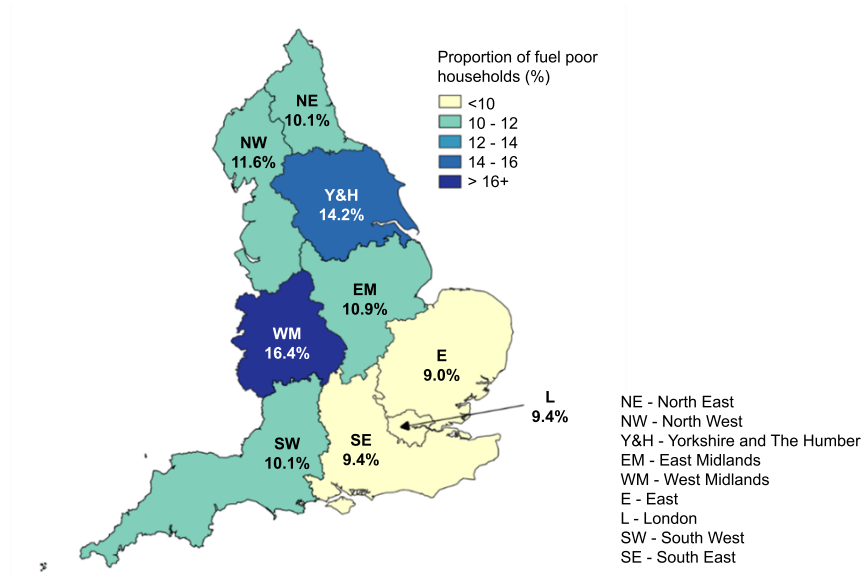 Proportion of fuel poor
households (%)
<10
10 - 12
12 - 14
14 - 16
> 16+
NE
10.1%
NW
11.6%
Y&H
14.2%
EM
10.9%
WM
16.4%
E
9.0%
L
9.4%
SW
10.1%
SE
9.4%
NE - North East
NW - North West
Y&H - Yorkshire and The Humber
EM - East Midlands
WM - West Midlands
E - East
L - London
SW - South West
SE - South East